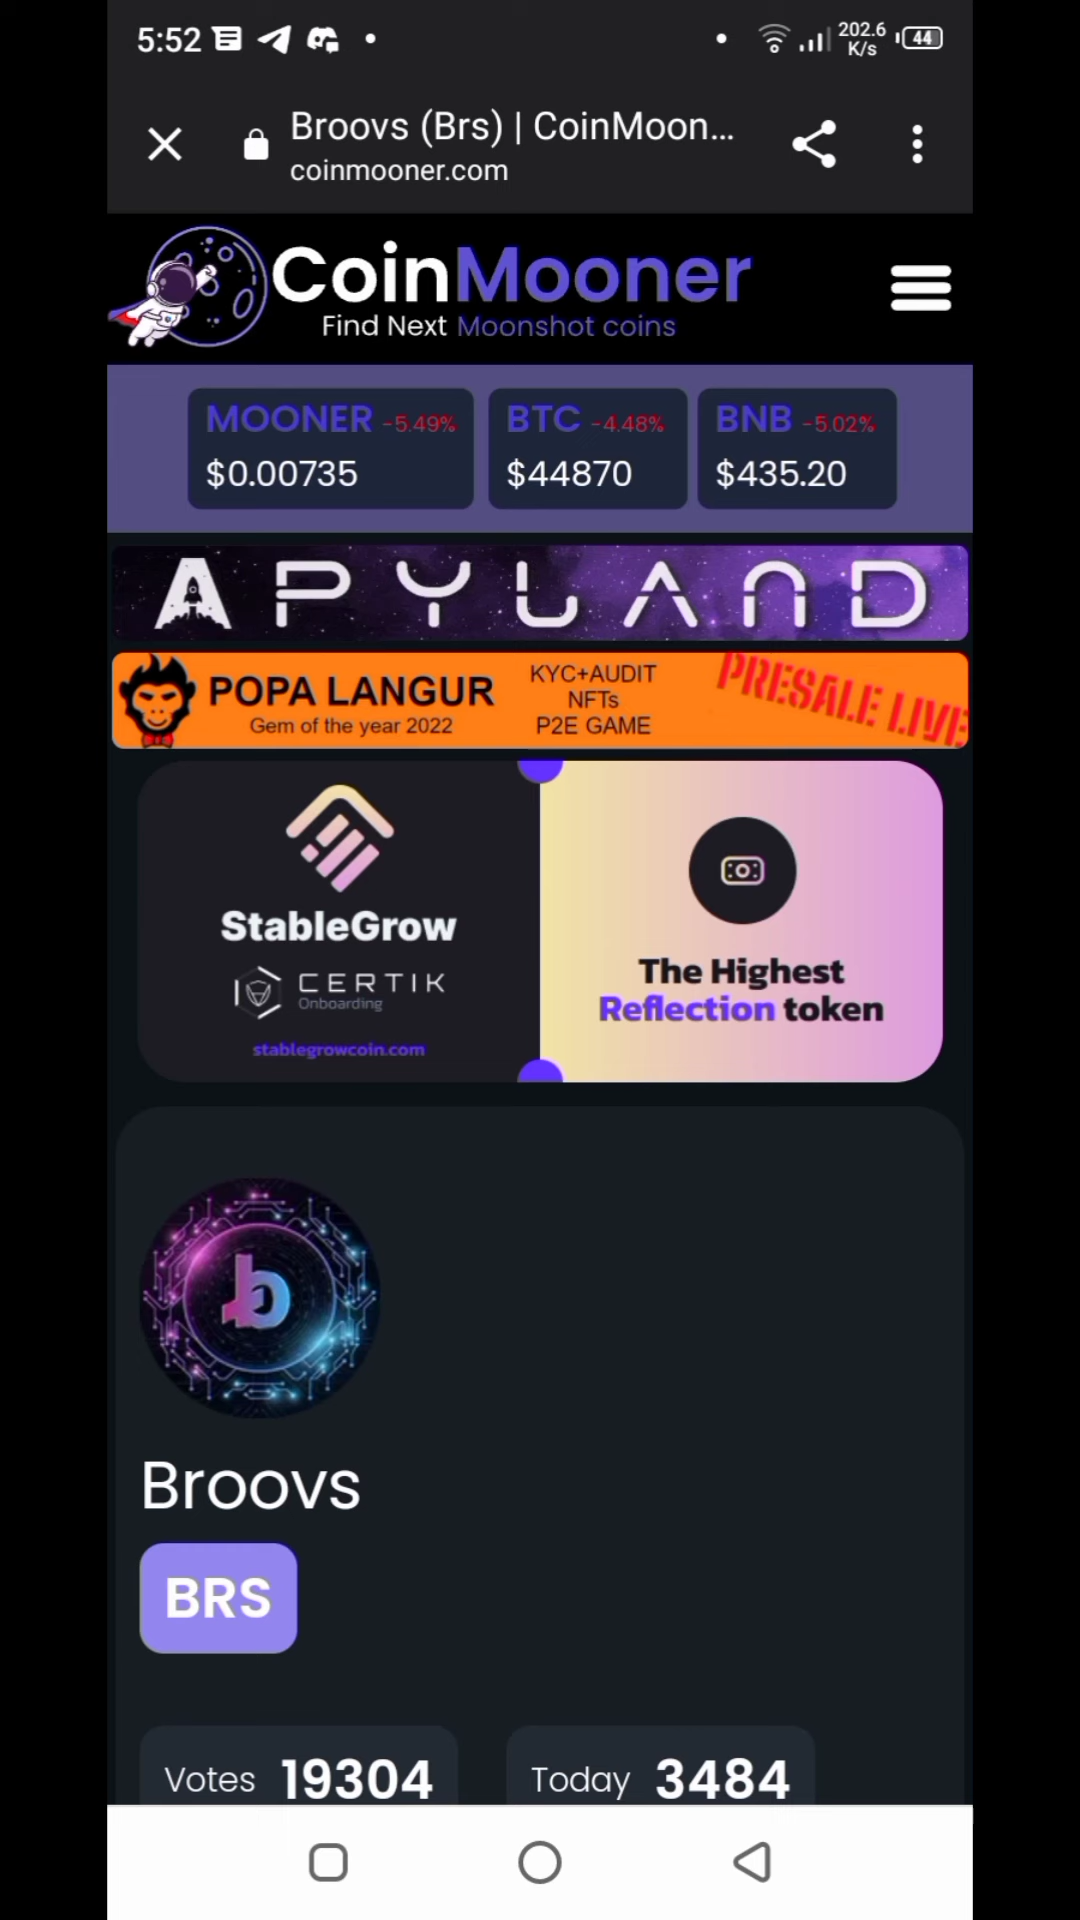 5:52
202.6
K/s
44
Broovs (Brs) | CoinMoon...
coinmooner.com
CoinMooner
Find Next Moonshot coins
MOONER -5.49%
$0.00735
BTC -4.48%
$44870
BNB -5.02%
$435.20
APYLAND
POPA LANGUR
Gem of the year 2022
KYC+AUDIT
NFTs
P2E GAME
PRESALE LIVE
StableGrow
CERTIK
Onboarding
stablegrowcoin.com
The Highest
Reflection token
b
Broovs
BRS
Votes 19304
Today 3484